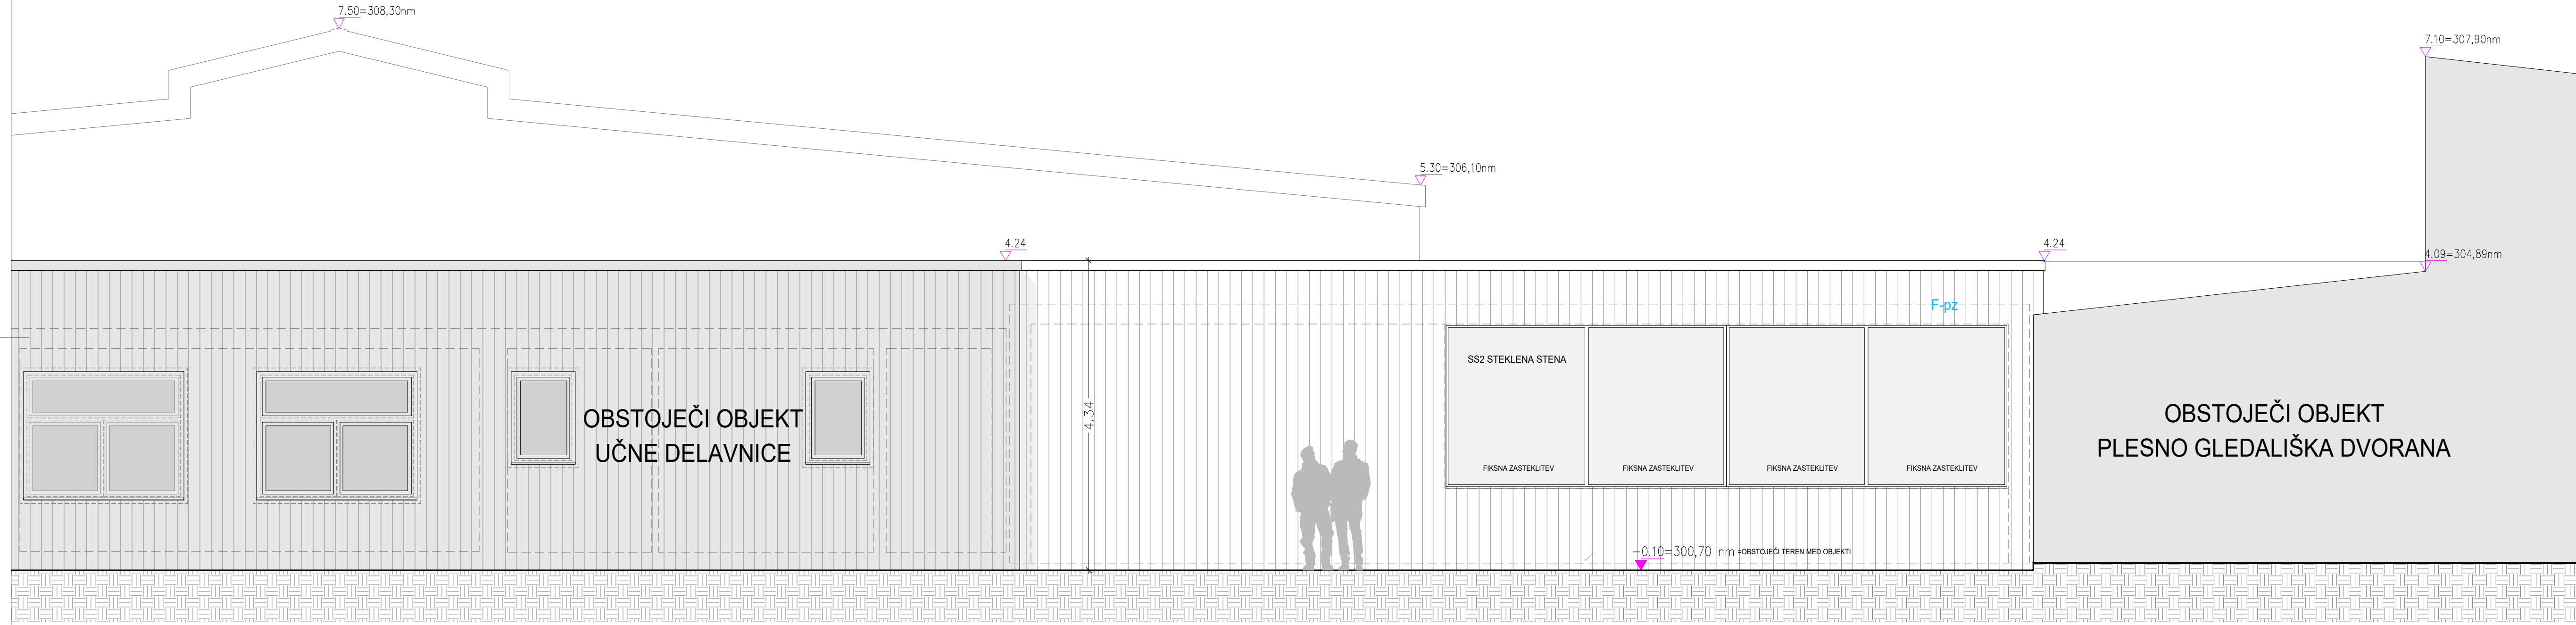 7.50=308,30nm
7.10=307,90nm
5.30=306,10nm
4.24
4.24
4.09=304,89nm
F-pz
SS2 STEKLENA STENA
4.34
OBSTOJEČI OBJEKT
UČNE DELAVNICE
OBSTOJEČI OBJEKT
PLESNO GLEDALIŠKA DVORANA
FIKSNA ZASTEKLITEV
FIKSNA ZASTEKLITEV
FIKSNA ZASTEKLITEV
FIKSNA ZASTEKLITEV
-0.10=300,70 nm =OBSTOJEČI TEREN MED OBJEKTI